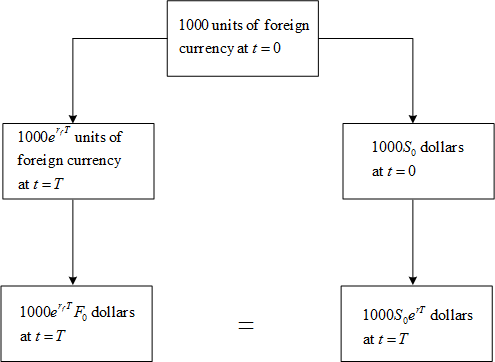 1000 units of foreign
currency at t = 0
1000e^{r_f T} units of
foreign currency
at t = T
1000S_0 dollars
at t = 0
1000e^{r_f T} F_0 dollars
at t = T
=
1000S_0e^{rT} dollars
at t = T